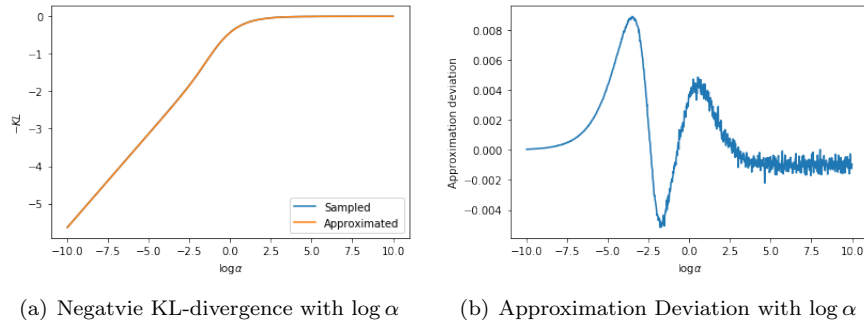 0
−1
−2
−3
−4
−5
−KL
−10.0 −7.5 −5.0 −2.5 0.0 2.5 5.0 7.5 10.0
log α
Sampled
Approximated
(a) Negatvie KL-divergence with log α
0.008
0.006
0.004
0.002
0.000
−0.002
−0.004
Approximation deviation
−10.0 −7.5 −5.0 −2.5 0.0 2.5 5.0 7.5 10.0
log α
(b) Approximation Deviation with log α